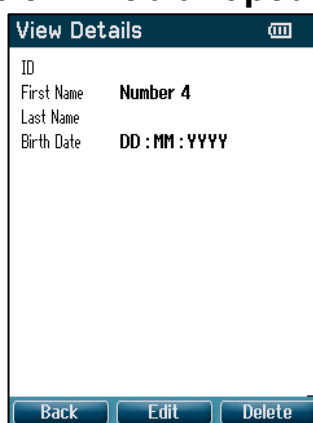 View Details
ID
First Name Number 4
Last Name
Birth Date DD : MM : YYYY
Back Edit Delete